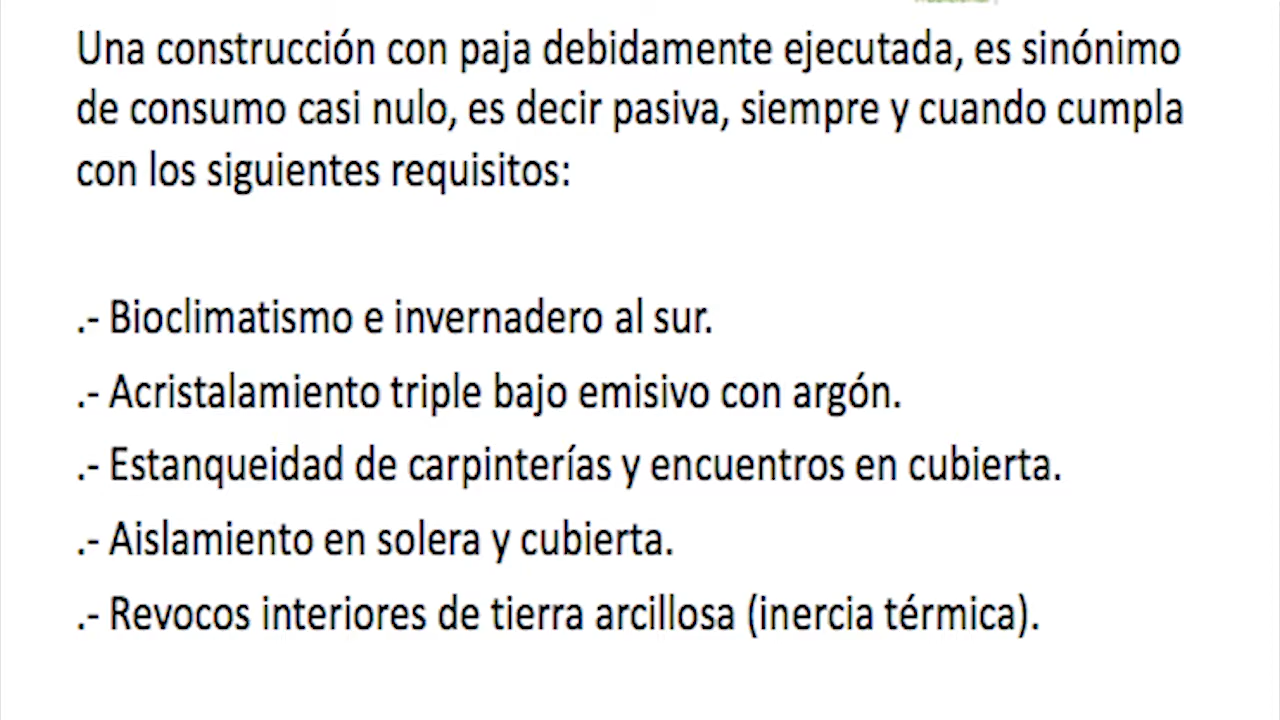 Una construcción con paja debidamente ejecutada, es sinónimo
de consumo casi nulo, es decir pasiva, siempre y cuando cumpla
con los siguientes requisitos:
.- Bioclimatismo e invernadero al sur.
.- Acristalamiento triple bajo emisivo con argón.
.- Estanqueidad de carpinterías y encuentros en cubierta.
.- Aislamiento en solera y cubierta.
.- Revocos interiores de tierra arcillosa (inercia térmica).